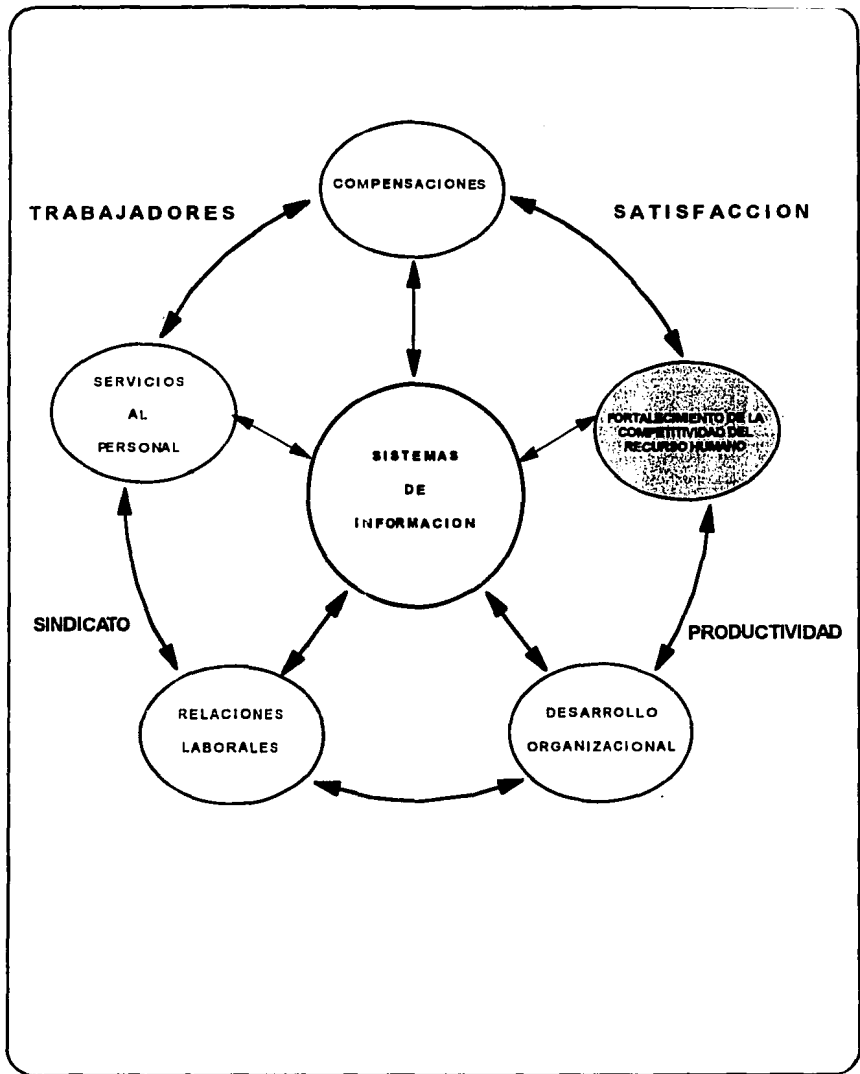 COMPENSACIONES
TRABAJADORES
SATISFACCION
SERVICIOS
AL
PERSONAL
FORTALECIMIENTO DE LA
COMPETITIVIDAD DEL
RECURSO HUMANO
SISTEMAS
DE
INFORMACION
SINDICATO
PRODUCTIVIDAD
RELACIONES
LABORALES
DESARROLLO
ORGANIZACIONAL